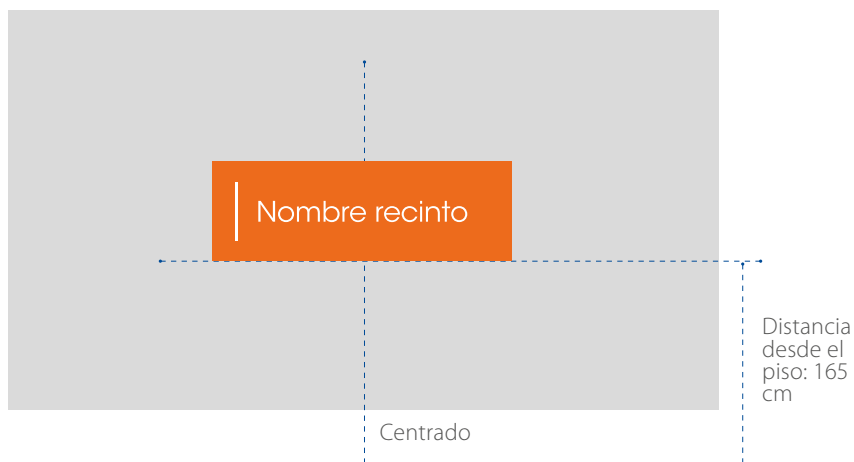 Nombre recinto
Distancia
desde el
piso: 165
cm
Centrado